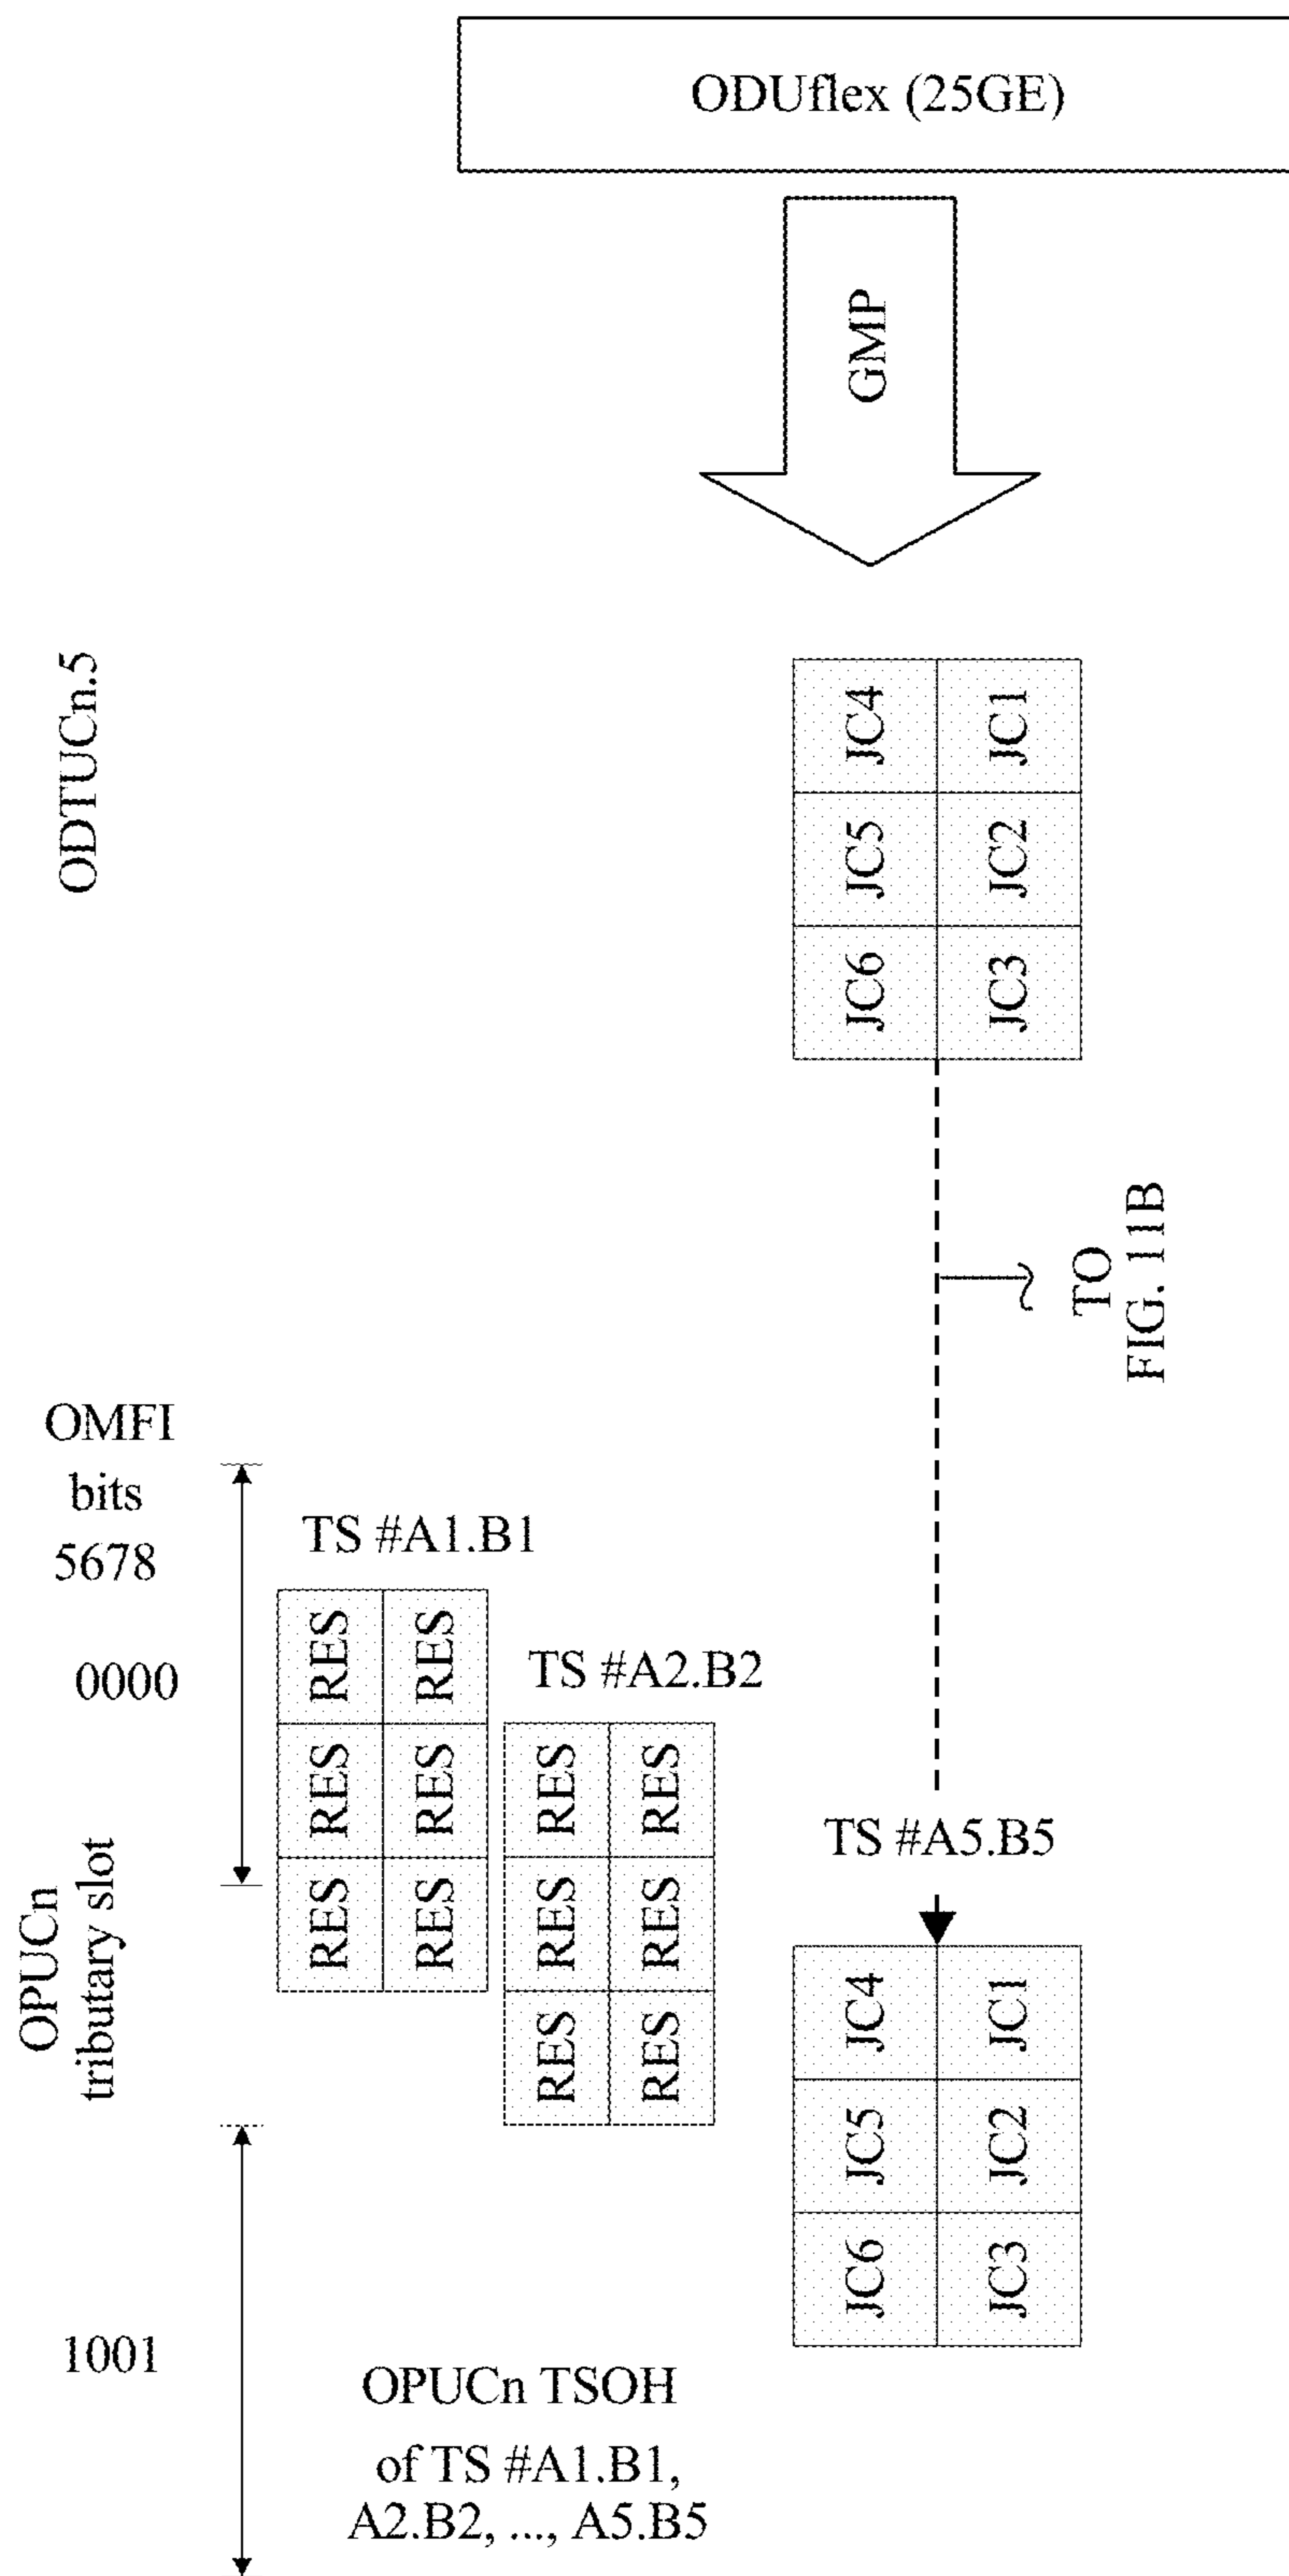 ODUflex (25GE)
GMP
ODTUCn.5
JC4
JC1
JC5
JC2
JC6
JC3
TO
FIG. 11B
OMFI
bits
5678
0000
TS #A1.B1
RES
RES
RES
RES
RES
RES
TS #A2.B2
RES
RES
RES
RES
RES
RES
OPUCn
tributary slot
TS #A5.B5
JC4
JC1
JC5
JC2
JC6
JC3
1001
OPUCn TSOH
of TS #A1.B1,
A2.B2, ..., A5.B5